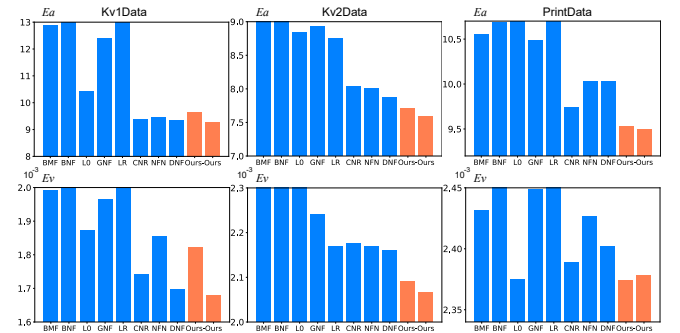 Ea Kv1Data Ea Kv2Data Ea PrintData
13 9.0
12 8.5 10.5
11
10 8.0 10.0
9 7.5 9.5
8 7.0
BMF BNF L0 GNF LR CNR NFN DNF Ours-Ours BMF BNF L0 GNF LR CNR NFN DNF Ours-Ours BMF BNF L0 GNF LR CNR NFN DNF Ours-Ours
10⁻³ Ev 10⁻³ Ev 10⁻³ Ev
2.0 2.3 2,45
1.9
1.8 2.2 2,40
1.7 2.1
2,35
1.6 2.0
BMF BNF L0 GNF LR CNR NFN DNF Ours-Ours BMF BNF L0 GNF LR CNR NFN DNF Ours-Ours BMF BNF L0 GNF LR CNR NFN DNF Ours-Ours